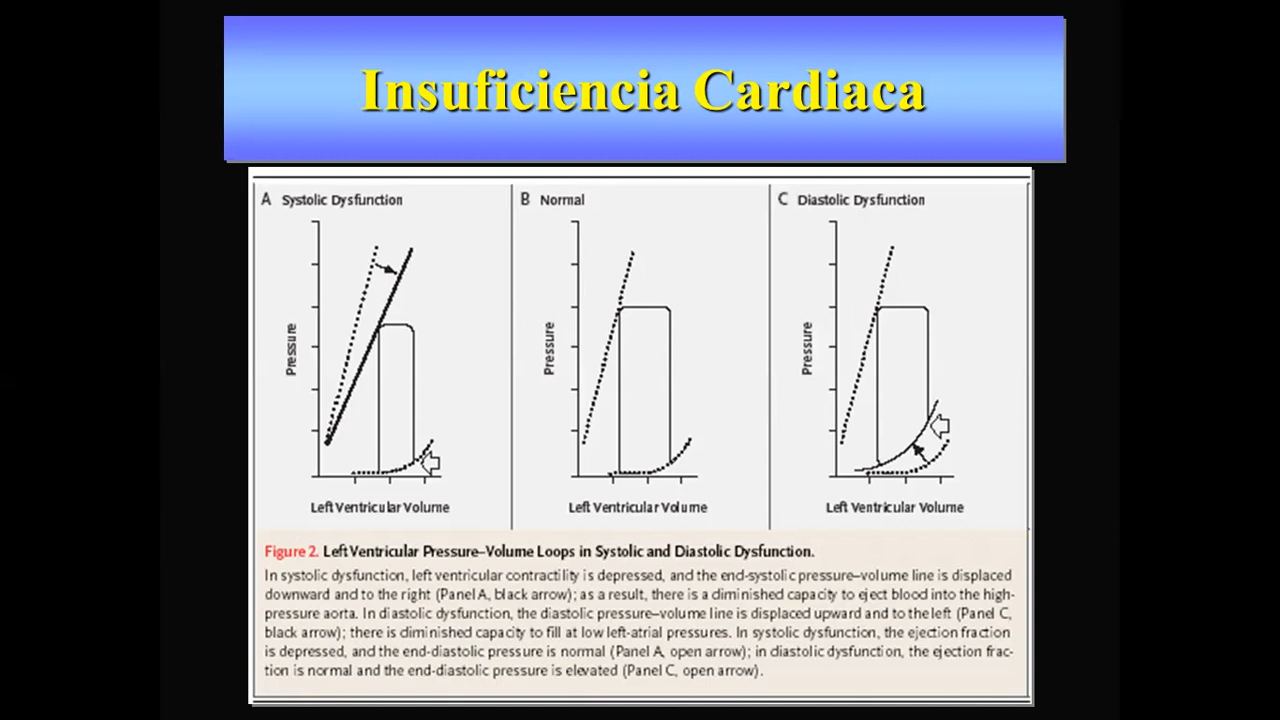 Insuficiencia Cardiaca
A Systolic Dysfunction
B Normal
C Diastolic Dysfunction
Pressure
Pressure
Pressure
Left Ventricular Volume
Left Ventricular Volume
Left Ventricular Volume
Figure 2. Left Ventricular Pressure–Volume Loops in Systolic and Diastolic Dysfunction.
In systolic dysfunction, left ventricular contractility is depressed, and the end-systolic pressure–volume line is displaced
downward and to the right (Panel A, black arrow); as a result, there is a diminished capacity to eject blood into the high-
pressure aorta. In diastolic dysfunction, the diastolic pressure–volume line is displaced upward and to the left (Panel C,
black arrow); there is diminished capacity to fill at low left-atrial pressures. In systolic dysfunction, the ejection fraction
is depressed, and the end-diastolic pressure is normal (Panel A, open arrow); in diastolic dysfunction, the ejection frac-
tion is normal and the end-diastolic pressure is elevated (Panel C, open arrow).